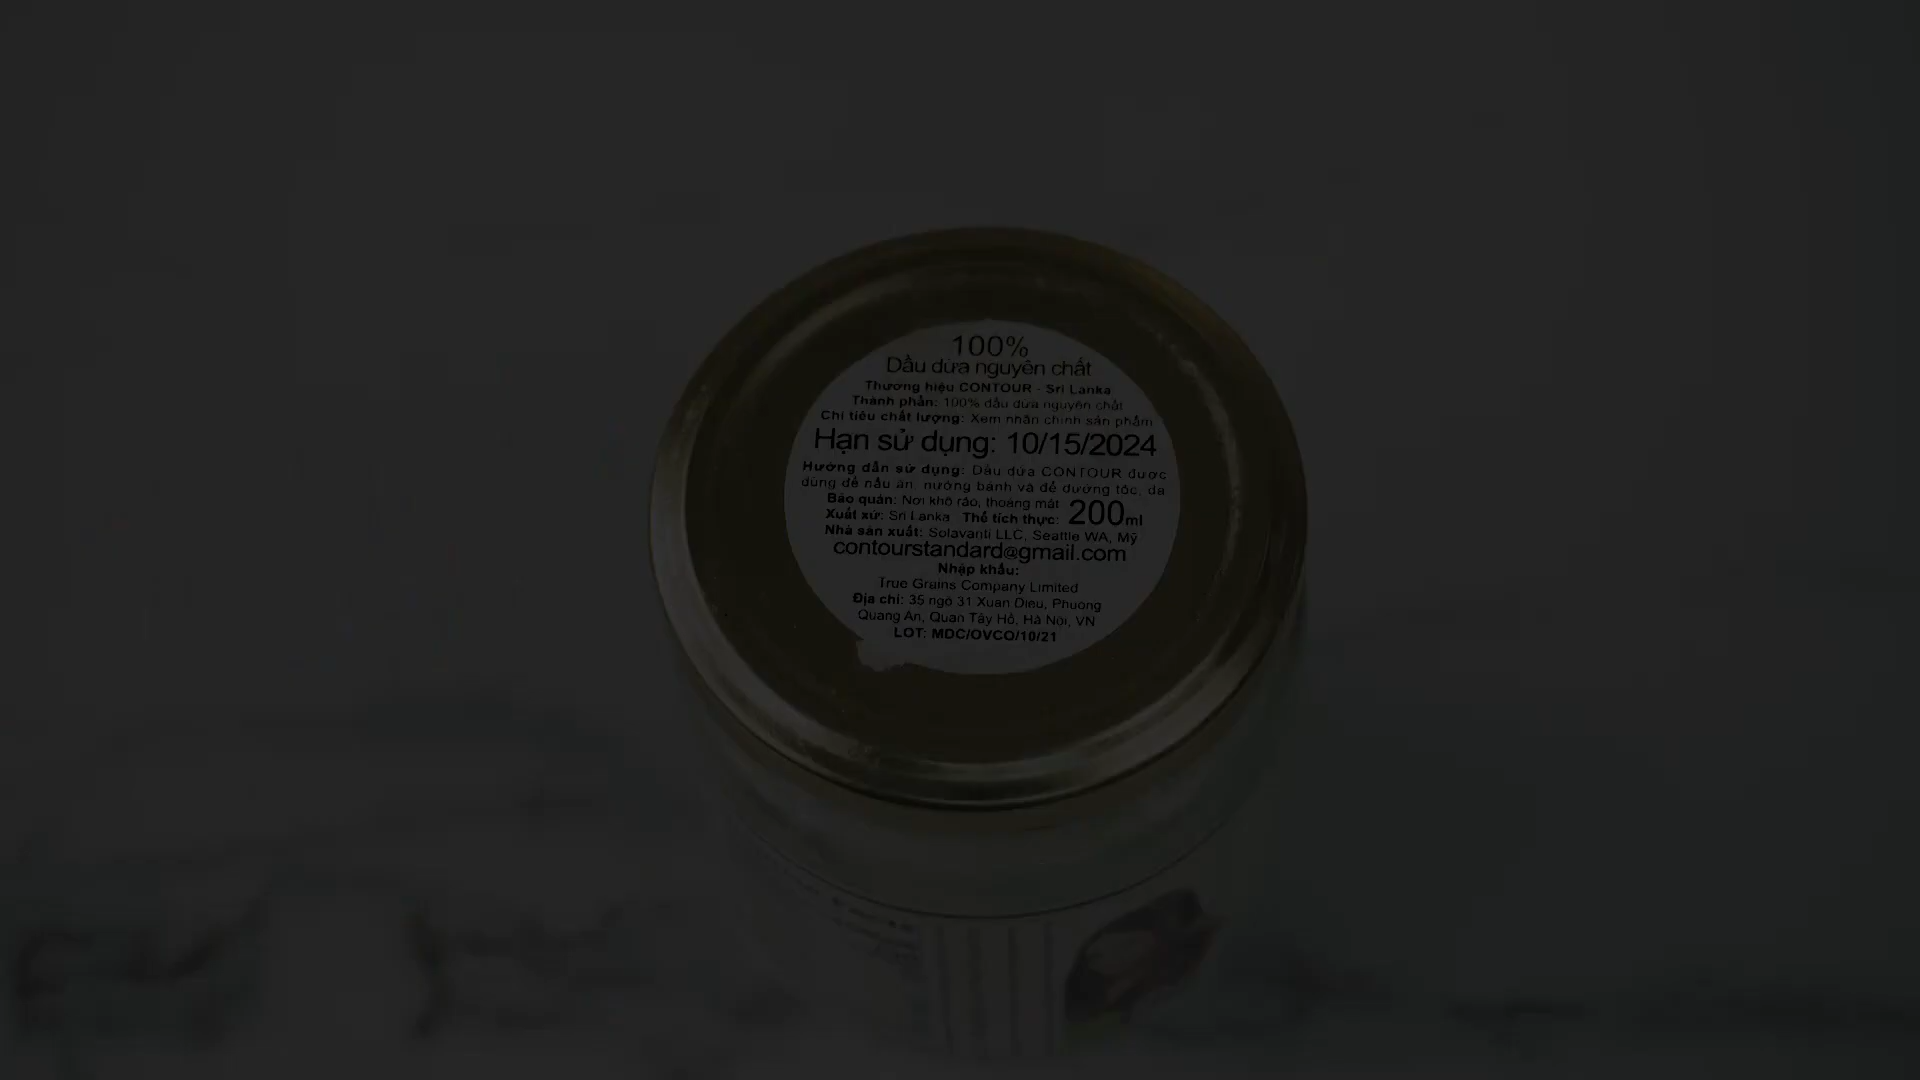 100%
Dầu dừa nguyên chất
Thương hiệu CONTOUR - Sri Lanka
Thành phần: 100% dầu dừa nguyên chất
Chỉ tiêu chất lượng: Xem nhãn chính sản phẩm
Hạn sử dụng: 10/15/2024
Hướng dẫn sử dụng: Dầu dừa CONTOUR được
dùng để nấu ăn, nướng bánh và để dưỡng tóc, da
Bảo quản: Nơi khô ráo, thoáng mát
Xuất xứ: Sri Lanka Thể tích thực: 200ml
Nhà sản xuất: Solavanti LLC, Seattle WA, Mỹ
contourstandard@gmail.com
Nhập khẩu:
True Grains Company Limited
Địa chỉ: 35 ngõ 31 Xuan Dieu, Phuong
Quang An, Quan Tây Hồ, Hà Nội, VN
LOT: MDC/OVCO/10/21